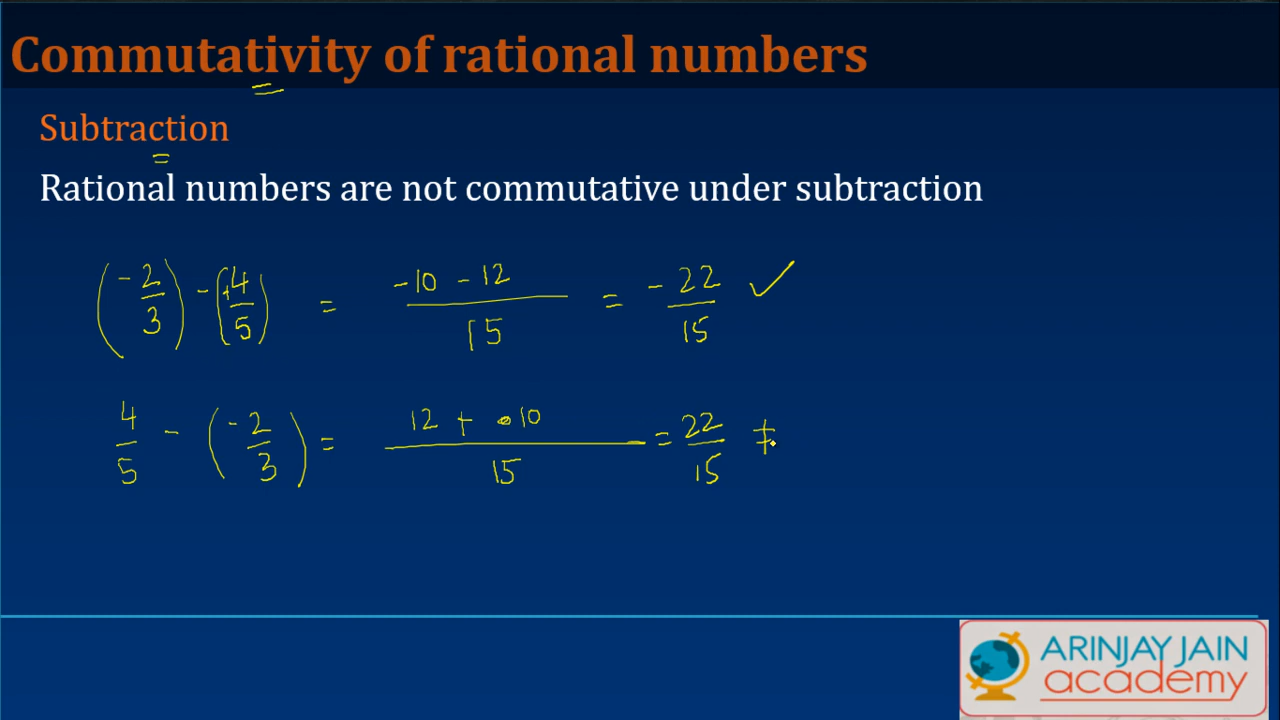 Commutativity of rational numbers
Subtraction
Rational numbers are not commutative under subtraction
(-2/3) - (+4/5) = (-10 - 12)/15 = -22/15 ✓
4/5 - (-2/3) = (12 + 10)/15 = 22/15 ≠
ARINJAY JAIN
academy